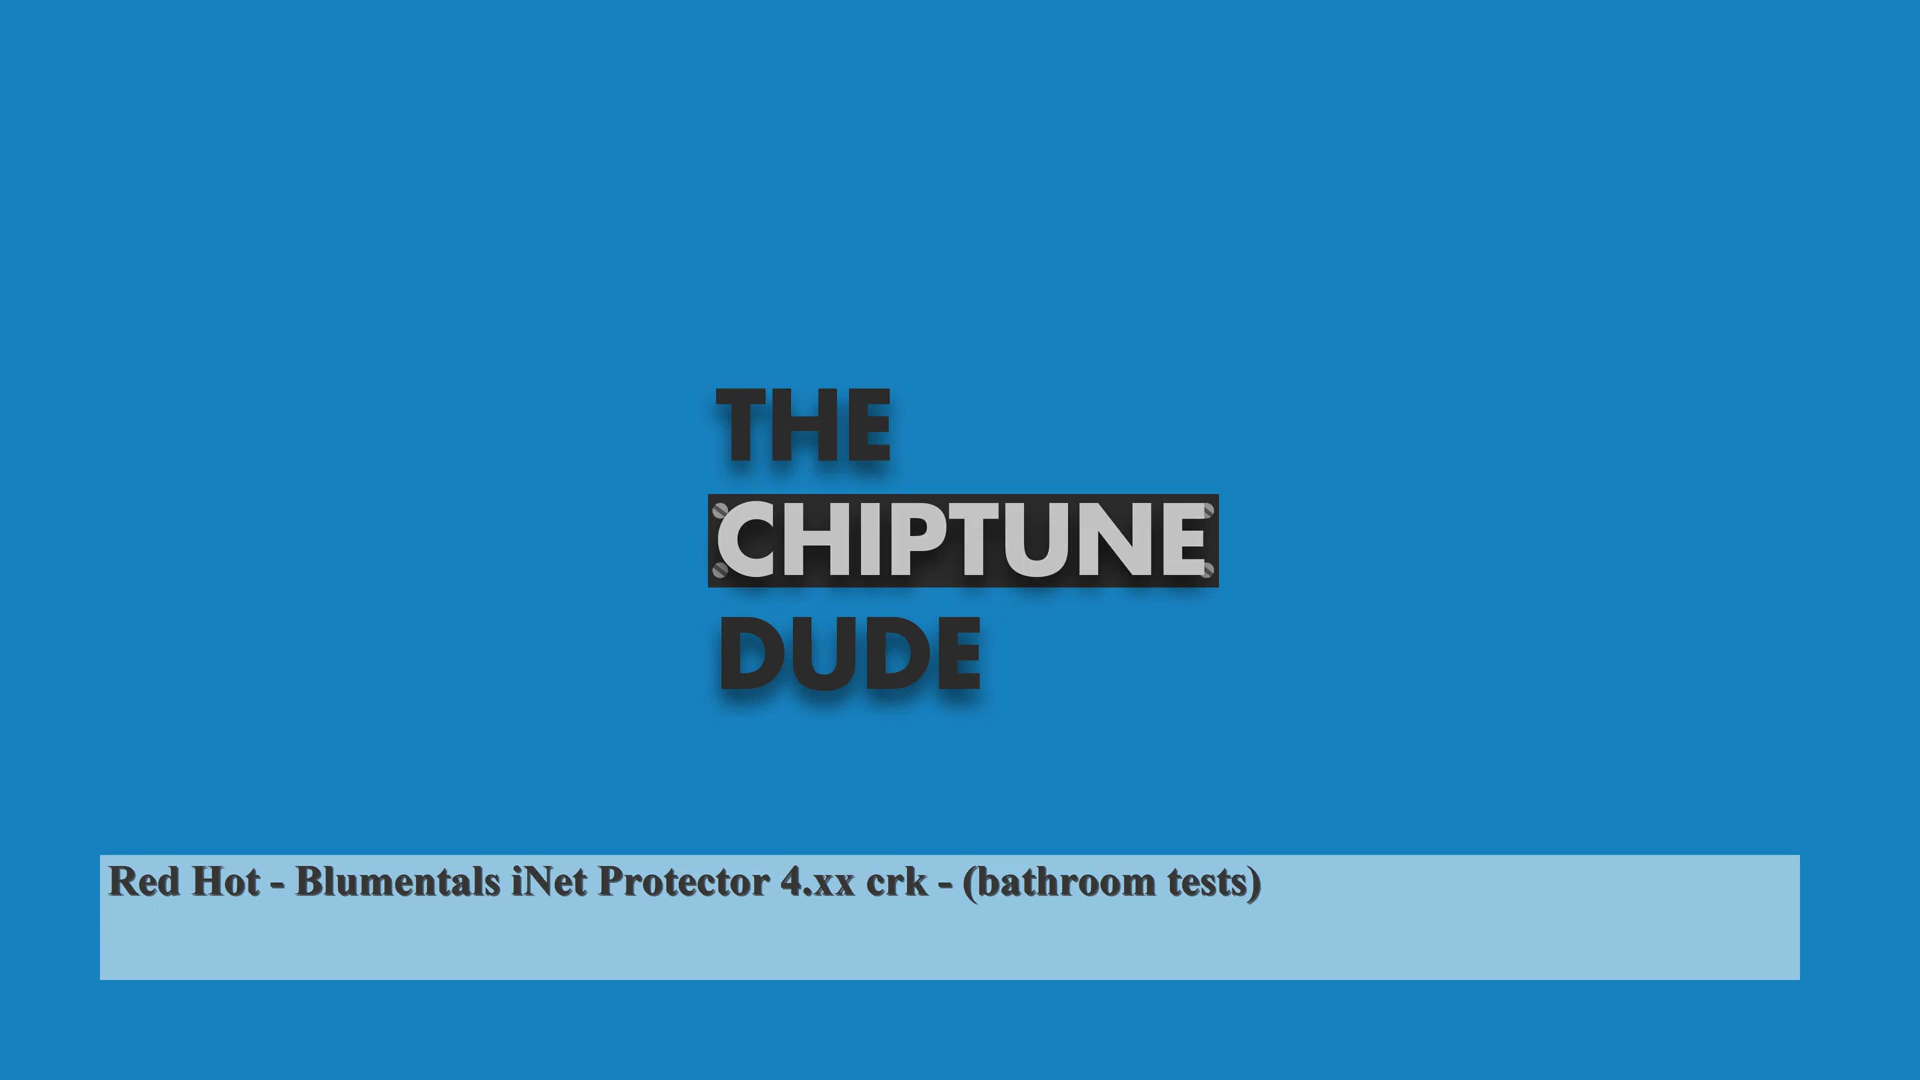 THE
CHIPTUNE
DUDE
Red Hot - Blumentals iNet Protector 4.xx crk - (bathroom tests)